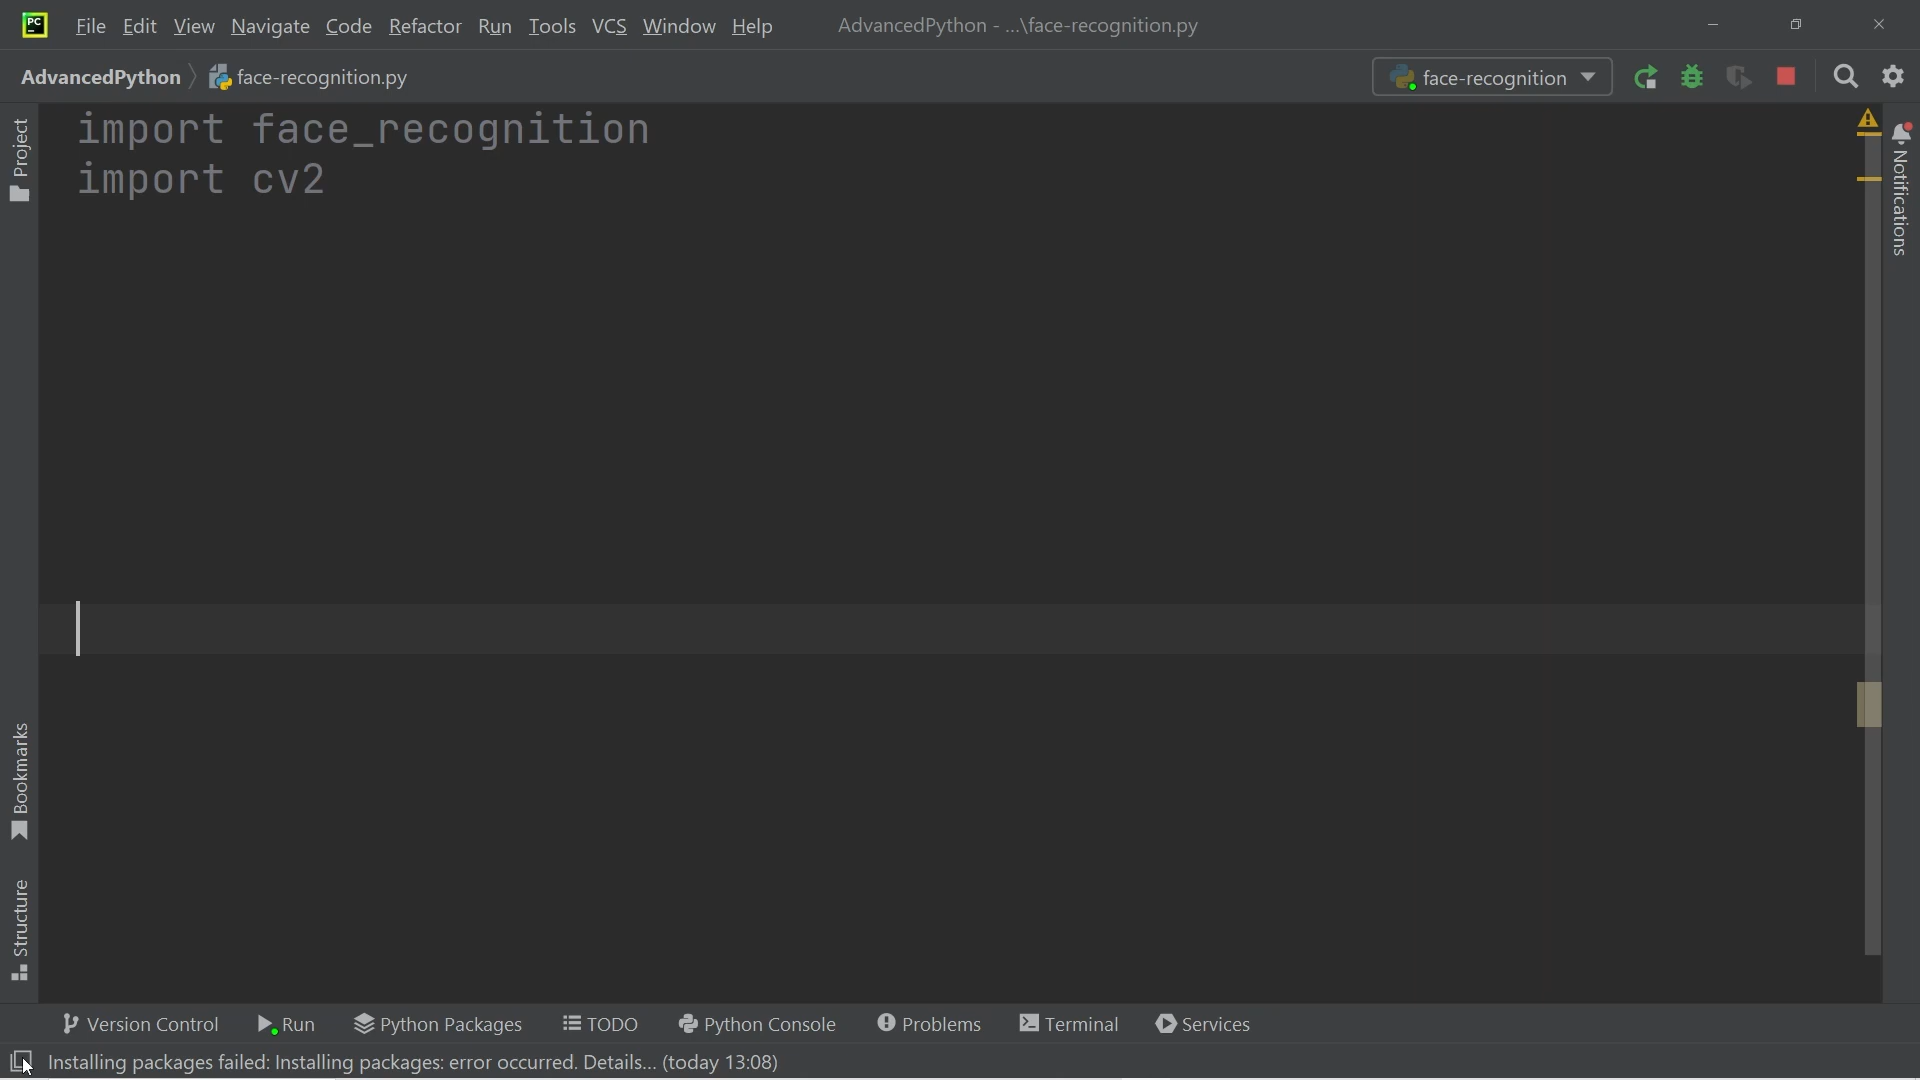 PC File Edit View Navigate Code Refactor Run Tools VCS Window Help AdvancedPython - ...\face-recognition.py
AdvancedPython face-recognition.py face-recognition
import face_recognition
import cv2
Project
Bookmarks
Structure
Notifications
Version Control Run Python Packages TODO Python Console Problems Terminal Services
Installing packages failed: Installing packages: error occurred. Details... (today 13:08)